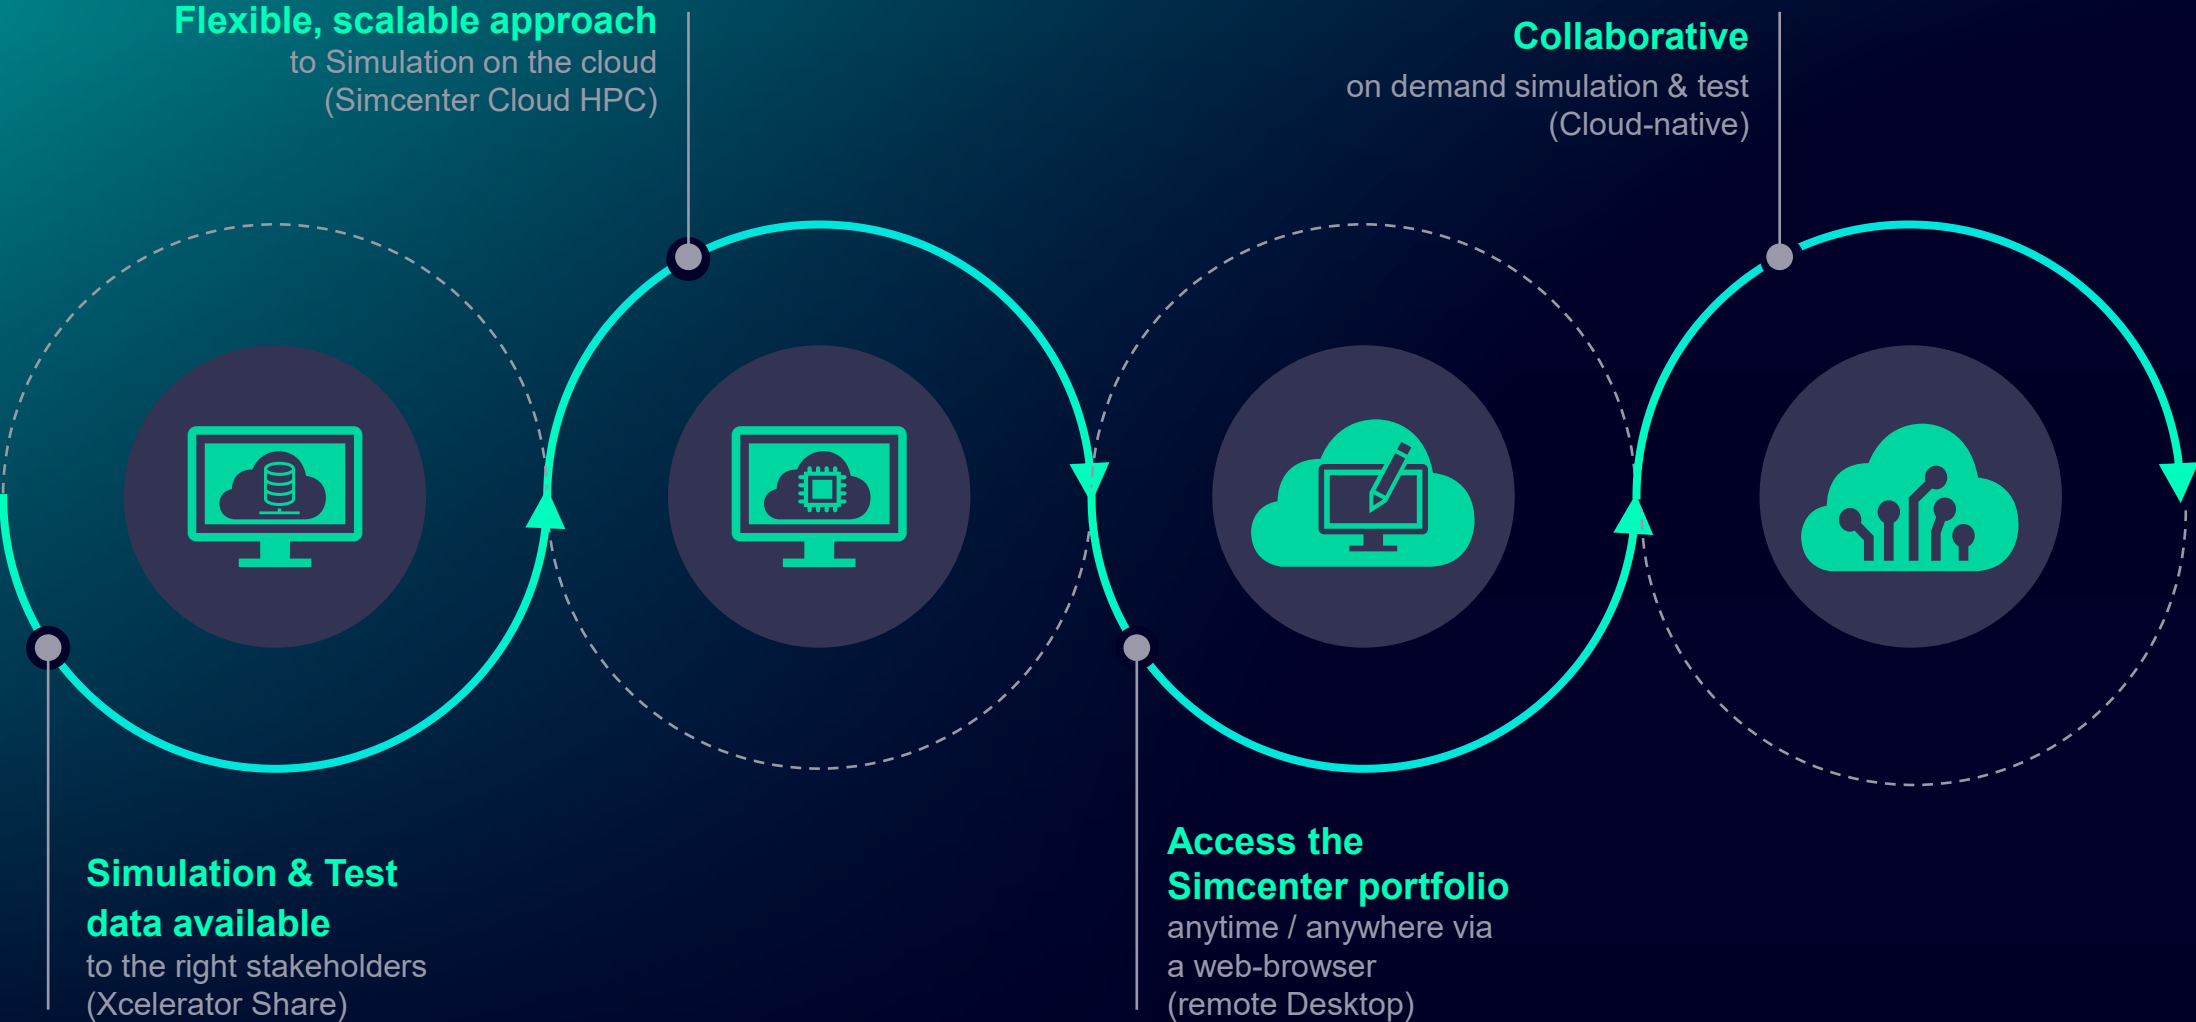 Flexible, scalable approach
to Simulation on the cloud
(Simcenter Cloud HPC)
Collaborative
on demand simulation & test
(Cloud-native)
Simulation & Test
data available
to the right stakeholders
(Xcelerator Share)
Access the
Simcenter portfolio
anytime / anywhere via
a web-browser
(remote Desktop)